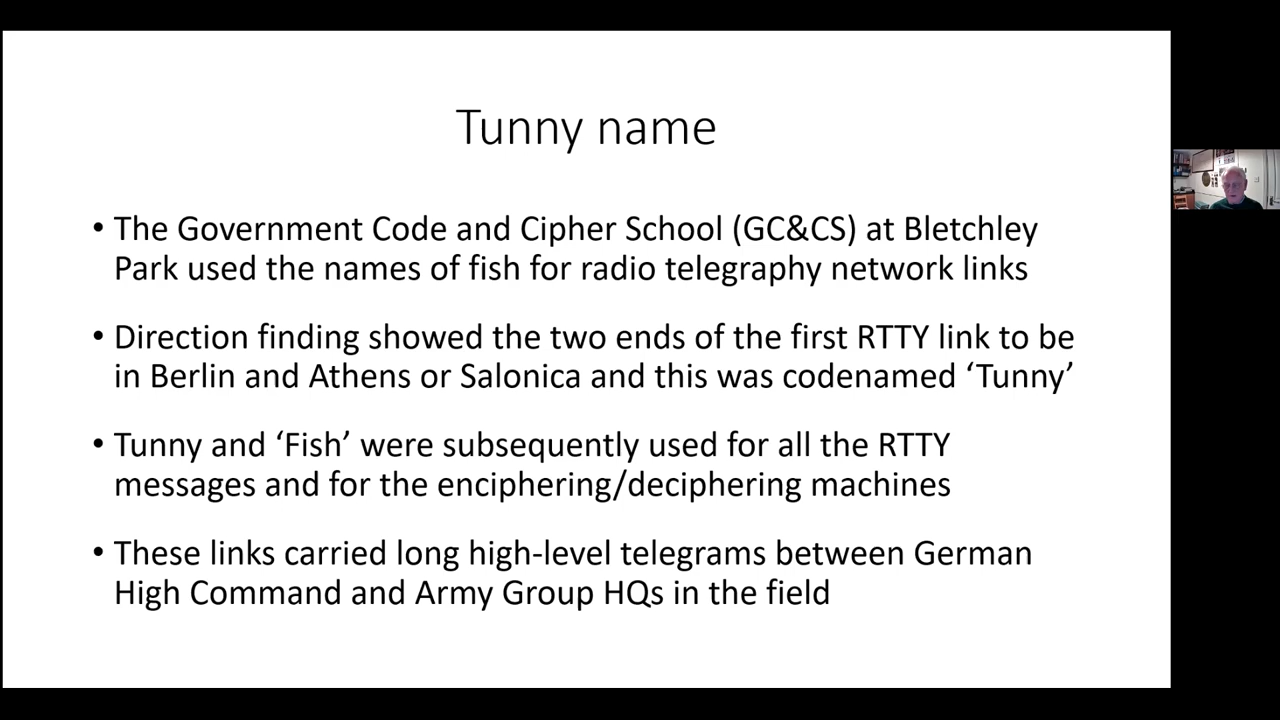 Tunny name
• The Government Code and Cipher School (GC&CS) at Bletchley
Park used the names of fish for radio telegraphy network links
• Direction finding showed the two ends of the first RTTY link to be
in Berlin and Athens or Salonica and this was codenamed ‘Tunny’
• Tunny and ‘Fish’ were subsequently used for all the RTTY
messages and for the enciphering/deciphering machines
• These links carried long high-level telegrams between German
High Command and Army Group HQs in the field